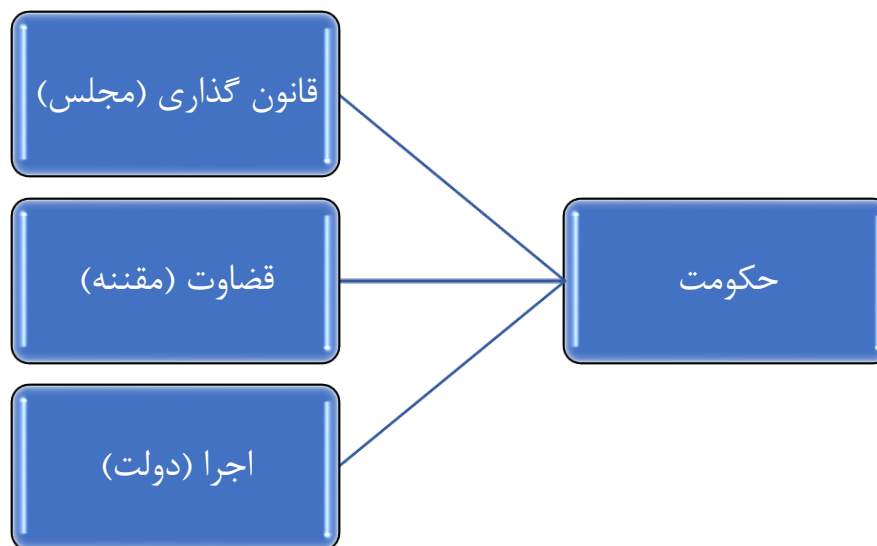 حکومت
قانون گذاری (مجلس)
قضاوت (مقننه)
اجرا (دولت)